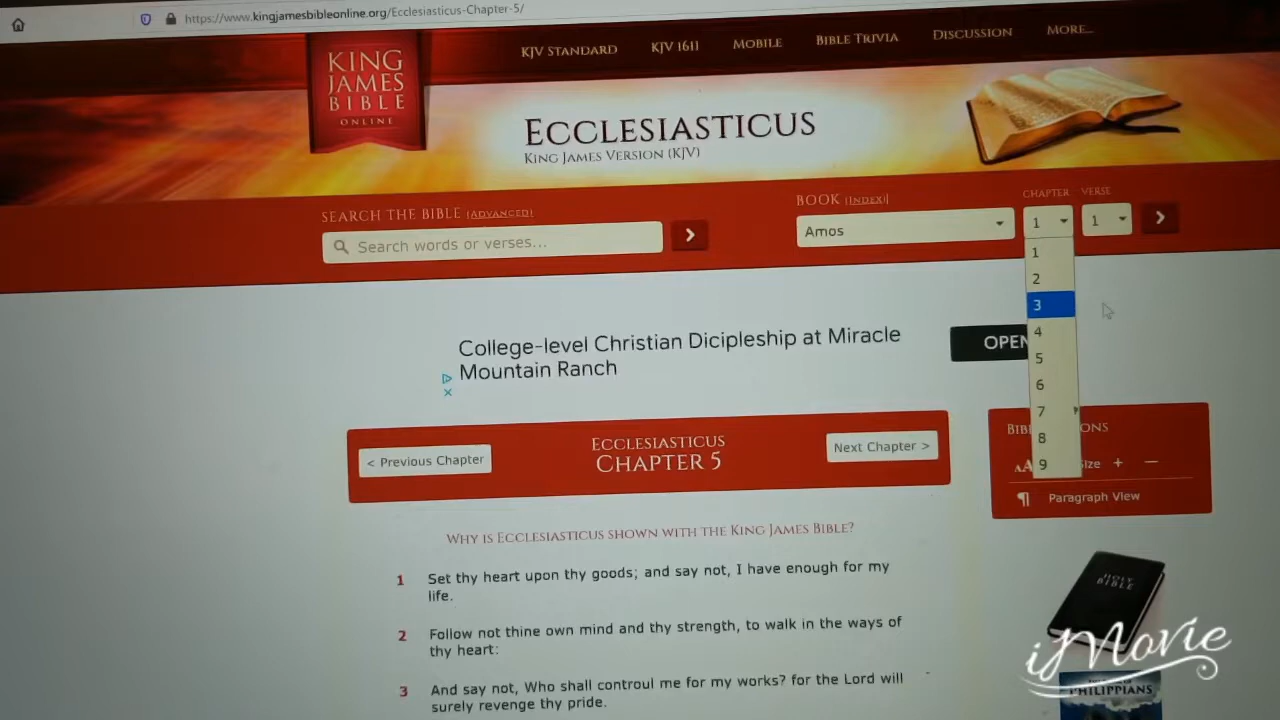 https://www.kingjamesbibleonline.org/Ecclesiasticus-Chapter-5/
KING
JAMES
BIBLE
ONLINE
KJV STANDARD
KJV 1611
MOBILE
BIBLE TRIVIA
DISCUSSION
MORE...
ECCLESIASTICUS
KING JAMES VERSION (KJV)
SEARCH THE BIBLE (ADVANCED)
Search words or verses...
BOOK (INDEX)
Amos
CHAPTER
1
VERSE
1
1
2
3
4
5
6
7
8
9
College-level Christian Dicipleship at Miracle
Mountain Ranch
OPEN
< Previous Chapter
ECCLESIASTICUS
CHAPTER 5
Next Chapter >
Paragraph View
WHY IS ECCLESIASTICUS SHOWN WITH THE KING JAMES BIBLE?
1 Set thy heart upon thy goods; and say not, I have enough for my
life.
2 Follow not thine own mind and thy strength, to walk in the ways of
thy heart:
3 And say not, Who shall controul me for my works? for the Lord will
surely revenge thy pride.
HOLY
BIBLE
iMovie
PHILIPPIANS